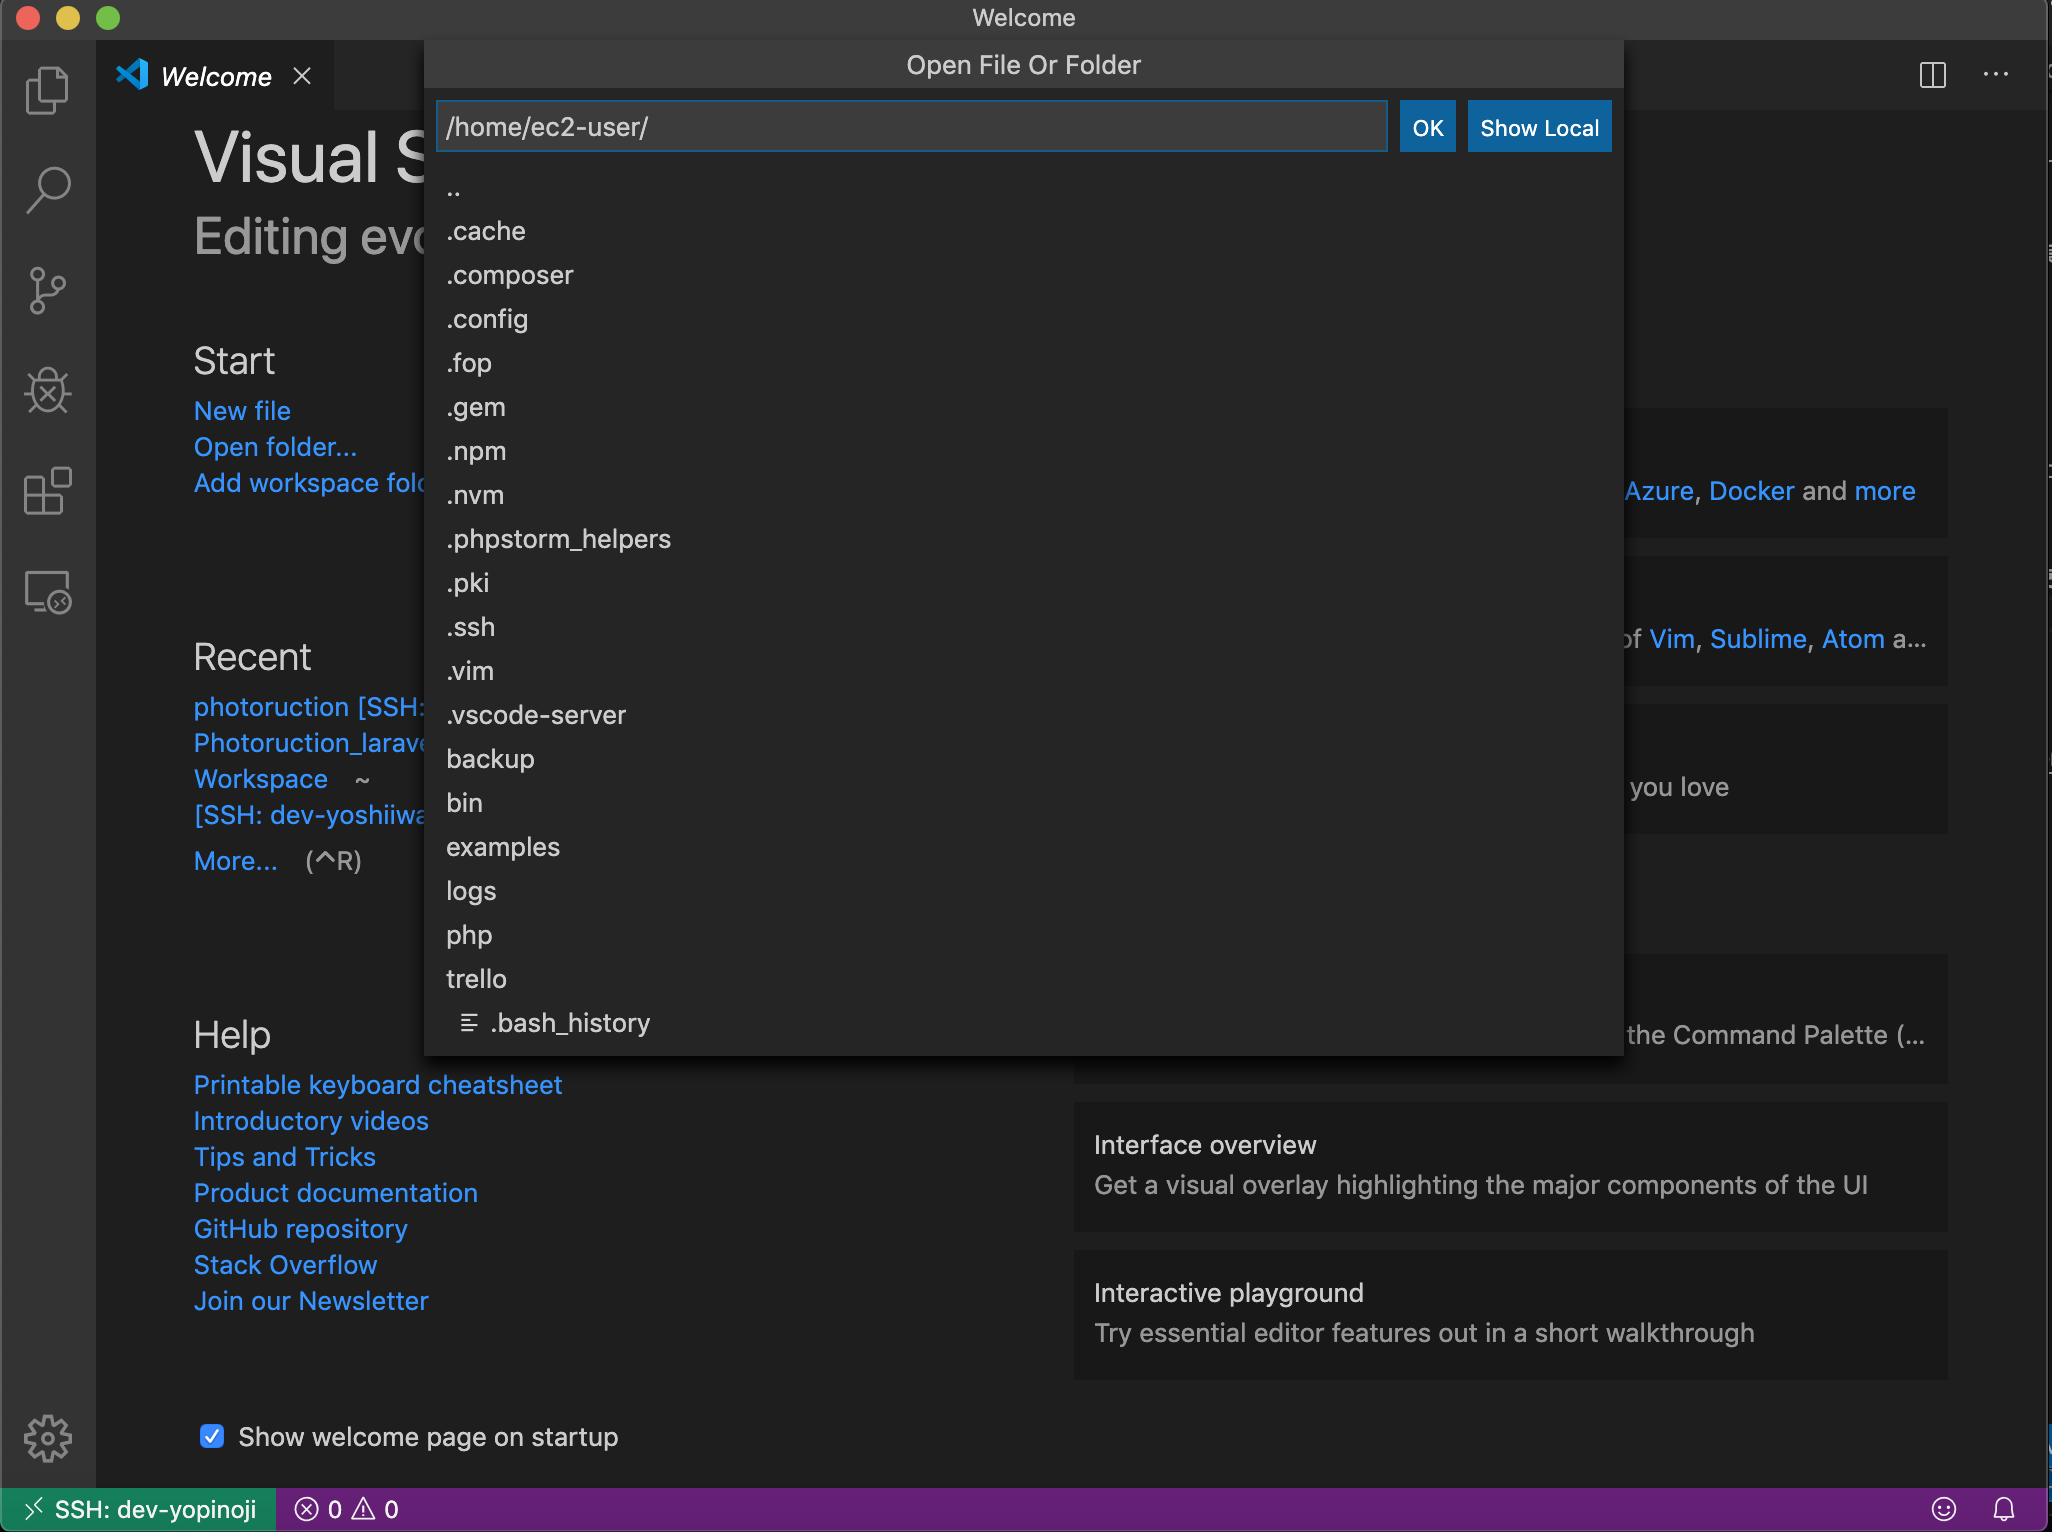 Welcome
Welcome
Open File Or Folder
/home/ec2-user/
OK
Show Local
..
.cache
.composer
.config
.fop
.gem
.npm
.nvm
.phpstorm_helpers
.pki
.ssh
.vim
.vscode-server
backup
bin
examples
logs
php
trello
.bash_history
Visual S
Editing evo
Start
New file
Open folder...
Add workspace fold
Recent
photoruction [SSH:
Photoruction_larave
Workspace ~
[SSH: dev-yoshiiwa
More... (^R)
Help
Printable keyboard cheatsheet
Introductory videos
Tips and Tricks
Product documentation
GitHub repository
Stack Overflow
Join our Newsletter
Show welcome page on startup
Azure, Docker and more
of Vim, Sublime, Atom a...
you love
the Command Palette (...
Interface overview
Get a visual overlay highlighting the major components of the UI
Interactive playground
Try essential editor features out in a short walkthrough
SSH: dev-yopinoji
0 0